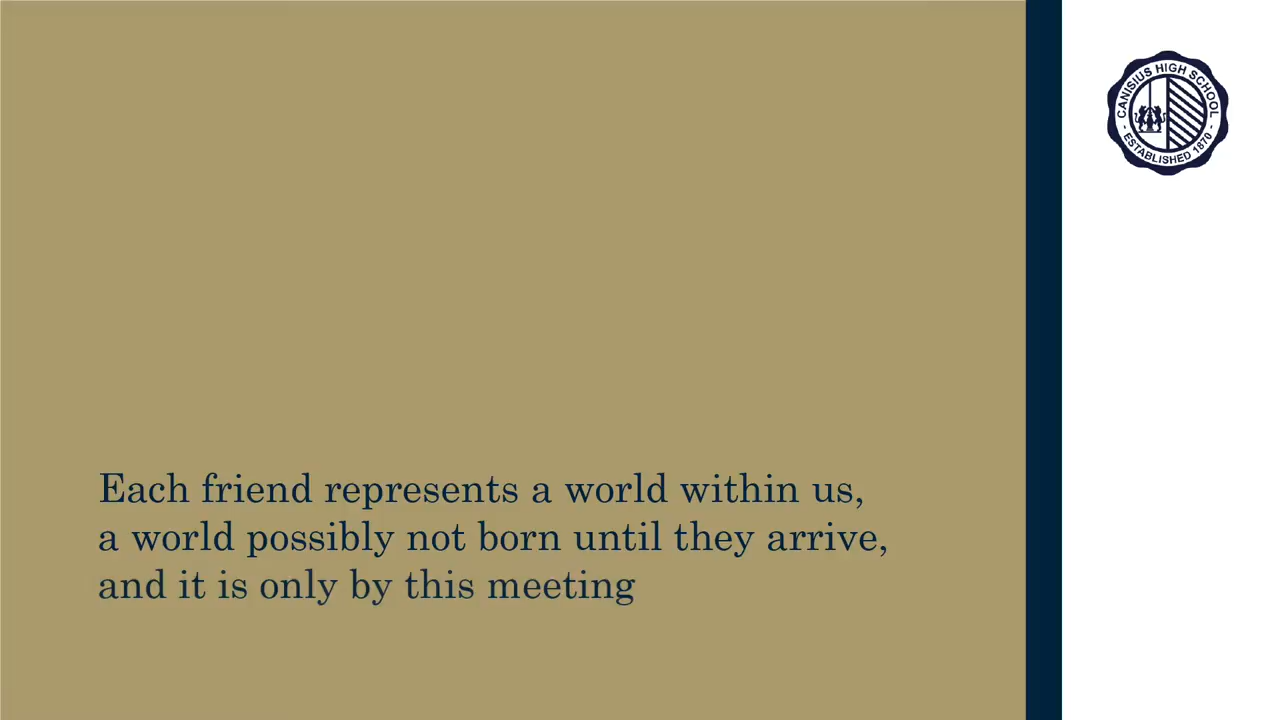 CANISIUS HIGH SCHOOL
- ESTABLISHED 1870 -
Each friend represents a world within us,
a world possibly not born until they arrive,
and it is only by this meeting